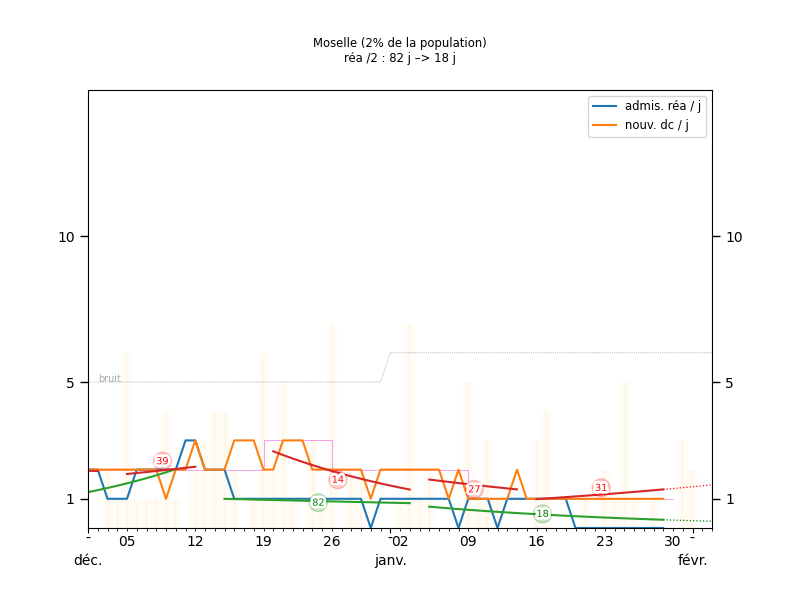 Moselle (2% de la population)
réa /2 : 82 j –> 18 j
admis. réa / j
nouv. dc / j
10
10
bruit
5
5
39
14
82
27
18
31
1
1
- 05 12 19 26 -02 09 16 23 30 -
déc. janv. févr.